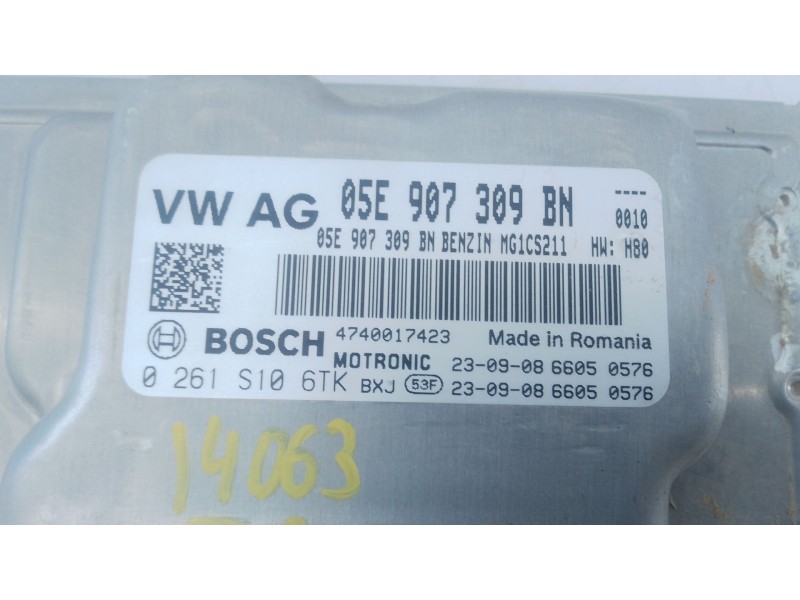 VW AG 05E 907 309 BN ----
05E 907 309 BN BENZIN MG1CS211 0010
HW: H80
BOSCH 4740017423 Made in Romania
MOTRONIC 23-09-08 6605 0576
0 261 S10 6TK BXJ 53F 23-09-08 6605 0576
14063